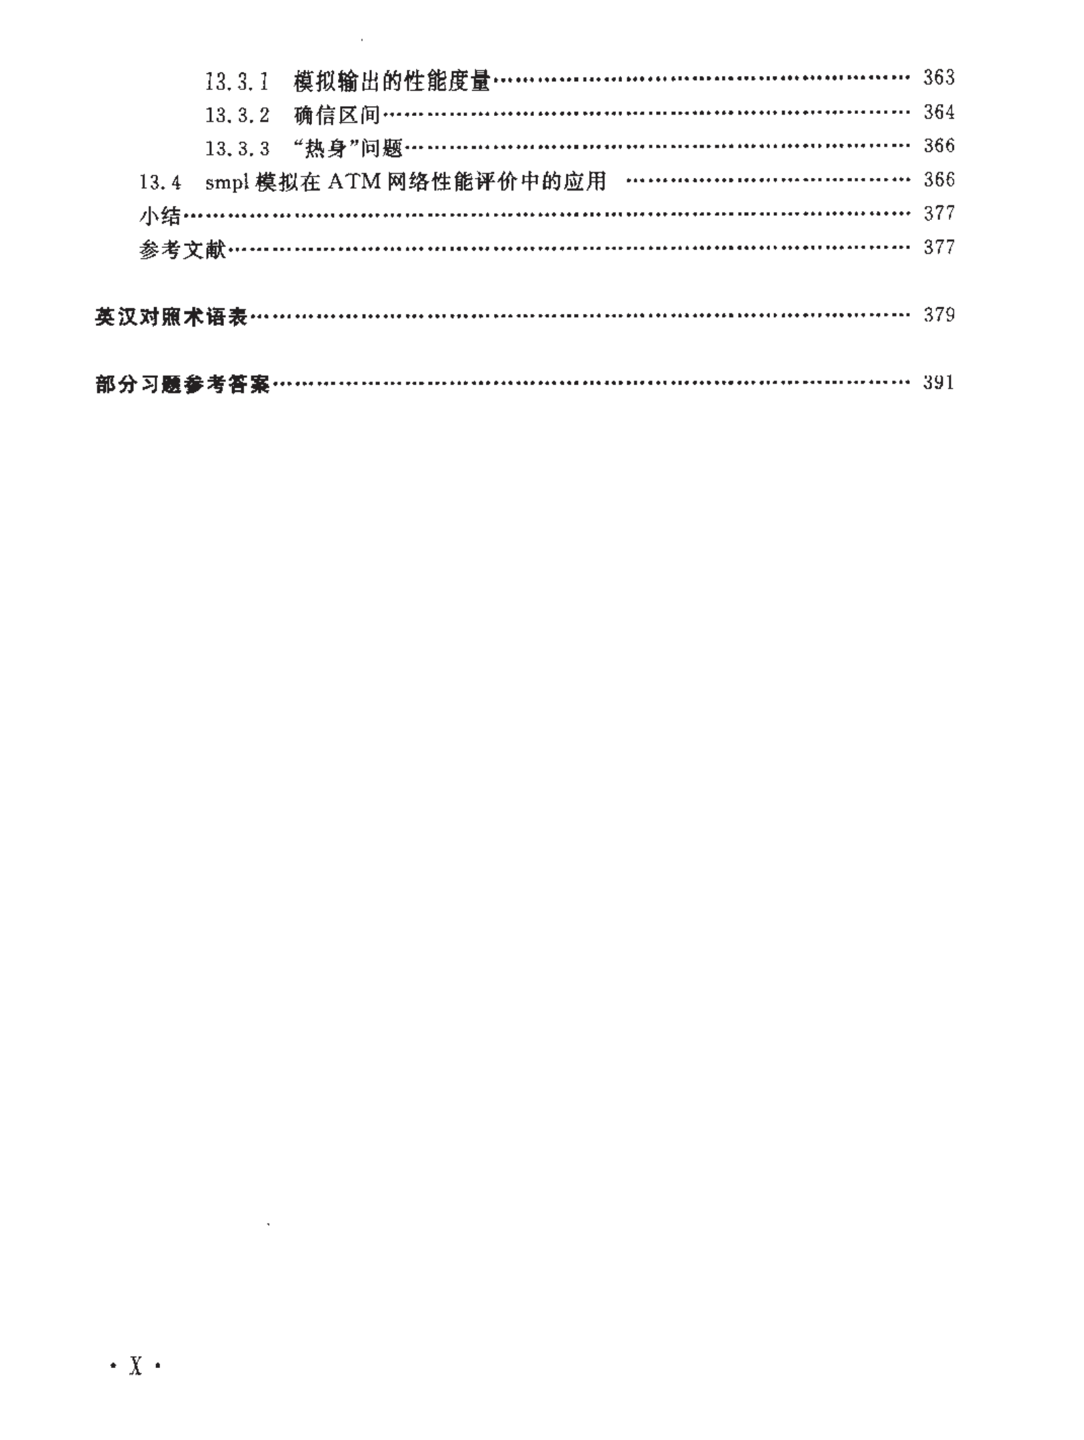 13.3.1 模拟输出的性能度量…………………………………………………… 363
13.3.2 确信区间…………………………………………………………………… 364
13.3.3 “热身”问题……………………………………………………………… 366
13.4 smpl 模拟在 ATM 网络性能评价中的应用 …………………………………… 366
小结…………………………………………………………………………………………… 377
参考文献……………………………………………………………………………………… 377
英汉对照术语表…………………………………………………………………………………… 379
部分习题参考答案………………………………………………………………………………… 391
· X ·